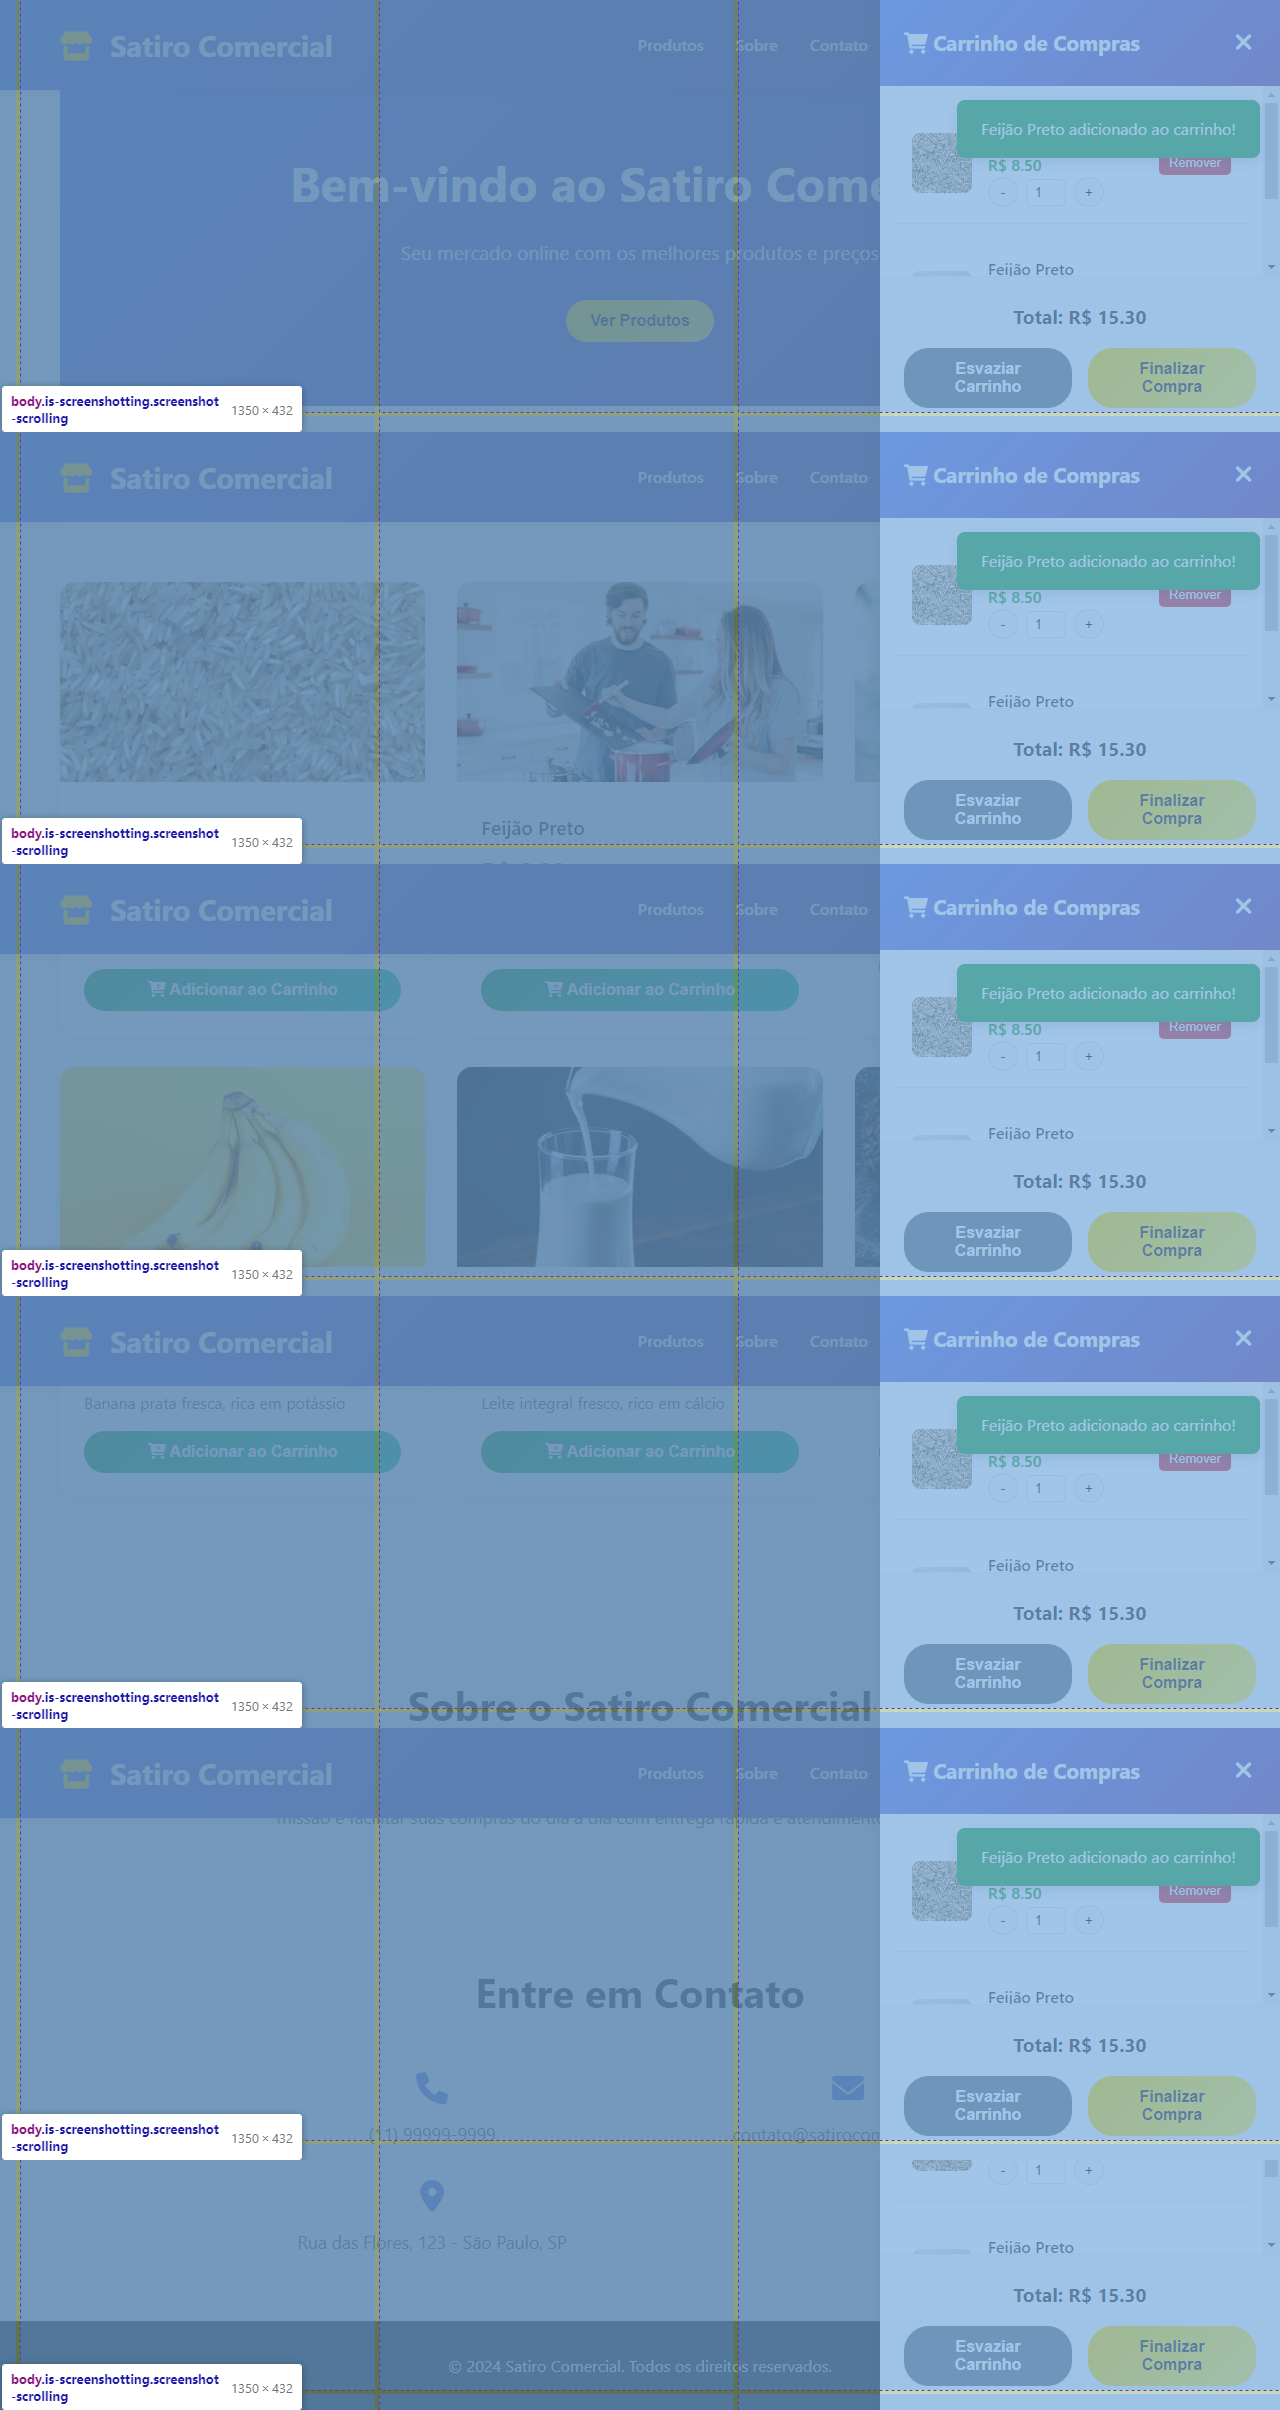 Satiro Comercial
Produtos Sobre Contato
Carrinho de Compras
Feijão Preto adicionado ao carrinho!
R$ 8.50
Remover
- 1 +
Bem-vindo ao Satiro Come
Seu mercado online com os melhores produtos e preços
Ver Produtos
Feijão Preto
Total: R$ 15.30
Esvaziar
Carrinho
Finalizar
Compra
body.is-screenshotting.screenshot
-scrolling
1350 × 432
Satiro Comercial
Produtos Sobre Contato
Carrinho de Compras
Feijão Preto adicionado ao carrinho!
R$ 8.50
Remover
- 1 +
Feijão Preto
Total: R$ 15.30
Esvaziar
Carrinho
Finalizar
Compra
Feijão Preto
body.is-screenshotting.screenshot
-scrolling
1350 × 432
Satiro Comercial
Produtos Sobre Contato
Carrinho de Compras
Adicionar ao Carrinho
Adicionar ao Carrinho
Feijão Preto adicionado ao carrinho!
R$ 8.50
Remover
- 1 +
Feijão Preto
Total: R$ 15.30
Esvaziar
Carrinho
Finalizar
Compra
body.is-screenshotting.screenshot
-scrolling
1350 × 432
Satiro Comercial
Produtos Sobre Contato
Carrinho de Compras
Banana prata fresca, rica em potássio
Leite integral fresco, rico em cálcio
Adicionar ao Carrinho
Adicionar ao Carrinho
Feijão Preto adicionado ao carrinho!
R$ 8.50
Remover
- 1 +
Feijão Preto
Total: R$ 15.30
Esvaziar
Carrinho
Finalizar
Compra
body.is-screenshotting.screenshot
-scrolling
1350 × 432
Sobre o Satiro Comercial
Satiro Comercial
Produtos Sobre Contato
Carrinho de Compras
missão é facilitar suas compras do dia a dia com entrega rápida e atendimento
Feijão Preto adicionado ao carrinho!
R$ 8.50
Remover
- 1 +
Feijão Preto
Entre em Contato
Total: R$ 15.30
Esvaziar
Carrinho
Finalizar
Compra
(11) 99999-9999
contato@satirocom
body.is-screenshotting.screenshot
-scrolling
1350 × 432
- 1 +
Rua das Flores, 123 - São Paulo, SP
Feijão Preto
Total: R$ 15.30
Esvaziar
Carrinho
Finalizar
Compra
© 2024 Satiro Comercial. Todos os direitos reservados.
body.is-screenshotting.screenshot
-scrolling
1350 × 432